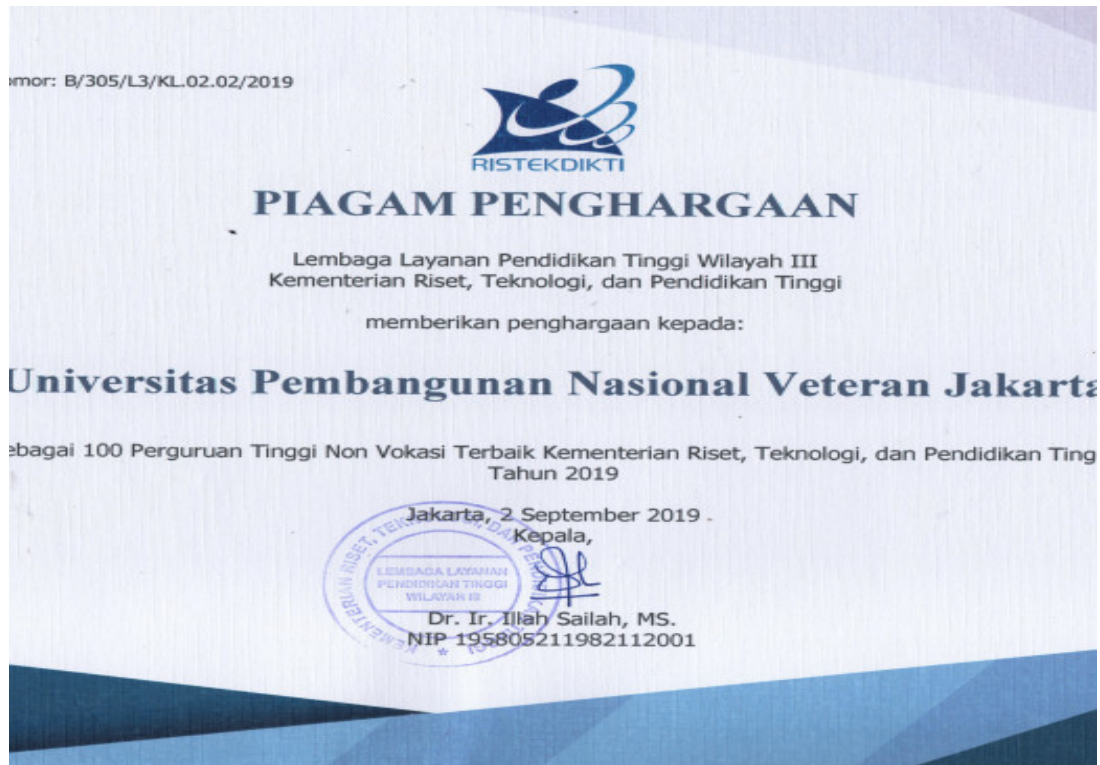 omor: B/305/L3/KL.02.02/2019
RISTEKDIKTI
PIAGAM PENGHARGAAN
Lembaga Layanan Pendidikan Tinggi Wilayah III
Kementerian Riset, Teknologi, dan Pendidikan Tinggi
memberikan penghargaan kepada:
Universitas Pembangunan Nasional Veteran Jakarta
ebagai 100 Perguruan Tinggi Non Vokasi Terbaik Kementerian Riset, Teknologi, dan Pendidikan Ting
Tahun 2019
Jakarta, 2 September 2019
Kepala,
LEMBAGA LAYANAN
PENDIDIKAN TINGGI
WILAYAH III
Dr. Ir. Illah Sailah, MS.
NIP 195805211982112001